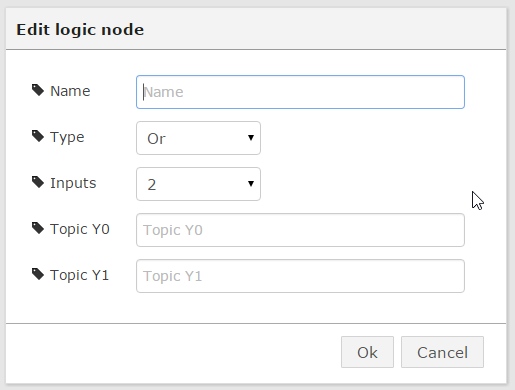 Edit logic node
Name Name
Type Or
Inputs 2
Topic Y0 Topic Y0
Topic Y1 Topic Y1
Ok Cancel